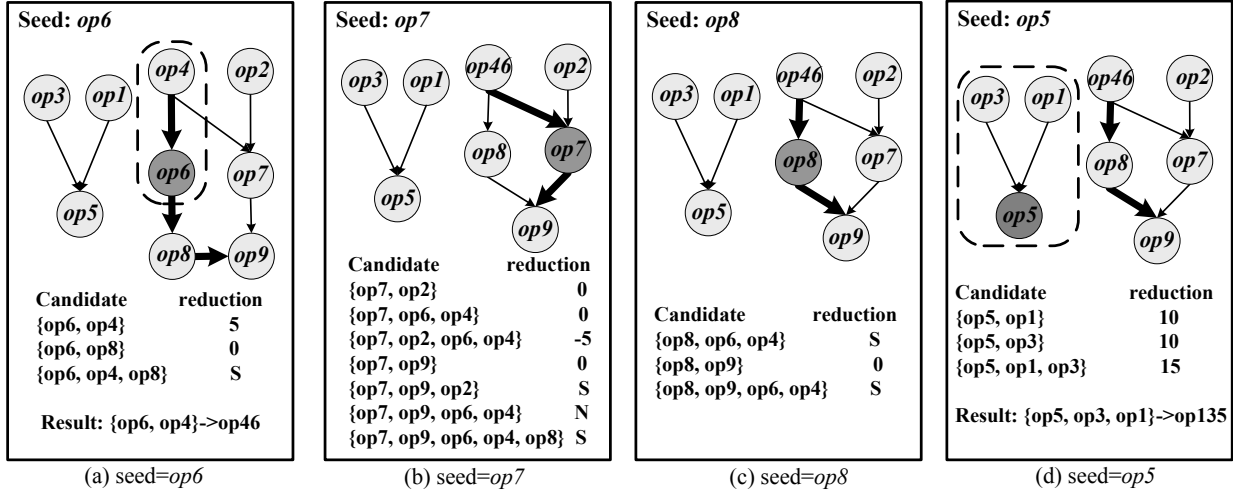 Seed: op6
op4
op2
op3
op1
op6
op7
op5
op8
op9
Candidate reduction
{op6, op4} 5
{op6, op8} 0
{op6, op4, op8} S
Result: {op6, op4}->op46
(a) seed=op6
Seed: op7
op46
op2
op3
op1
op8
op7
op5
op9
Candidate reduction
{op7, op2} 0
{op7, op6, op4} 0
{op7, op2, op6, op4} -5
{op7, op9} 0
{op7, op9, op2} S
{op7, op9, op6, op4} N
{op7, op9, op6, op4, op8} S
(b) seed=op7
Seed: op8
op46
op2
op3
op1
op8
op7
op5
op9
Candidate reduction
{op8, op6, op4} S
{op8, op9} 0
{op8, op9, op6, op4} S
(c) seed=op8
Seed: op5
op46
op2
op3
op1
op8
op7
op5
op9
Candidate reduction
{op5, op1} 10
{op5, op3} 10
{op5, op1, op3} 15
Result: {op5, op3, op1}->op135
(d) seed=op5